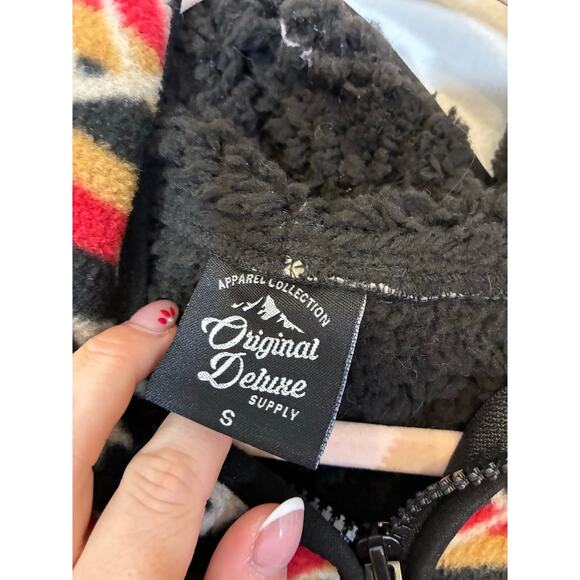 APPAREL COLLECTION
Original
Deluxe
SUPPLY
S